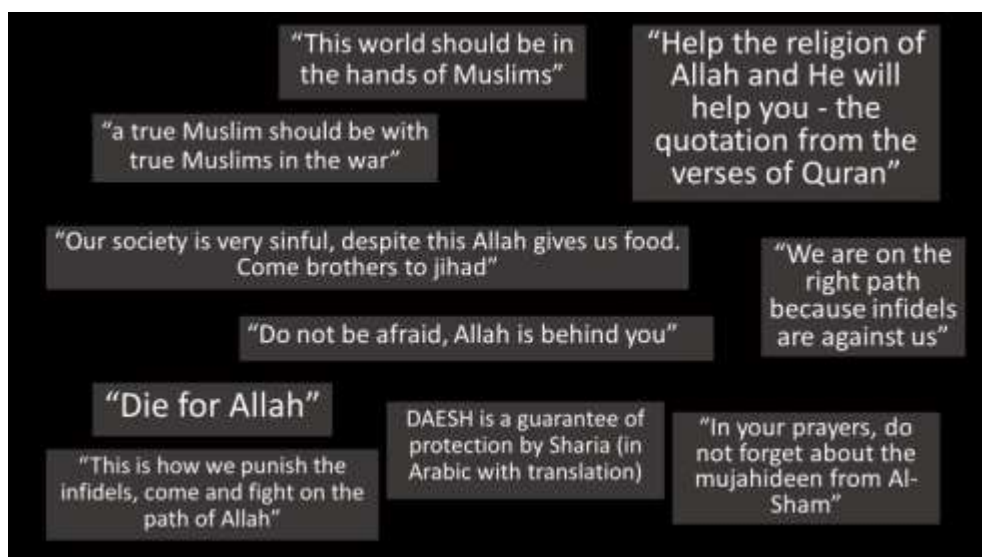 “This world should be in
the hands of Muslims”
“Help the religion of
Allah and He will
help you - the
quotation from the
verses of Quran”
“a true Muslim should be with
true Muslims in the war”
“Our society is very sinful, despite this Allah gives us food.
Come brothers to jihad”
“We are on the
right path
because infidels
are against us”
“Do not be afraid, Allah is behind you”
“Die for Allah”
DAESH is a guarantee of
protection by Sharia (in
Arabic with translation)
“In your prayers, do
not forget about the
mujahideen from Al-
Sham”
“This is how we punish the
infidels, come and fight on the
path of Allah”